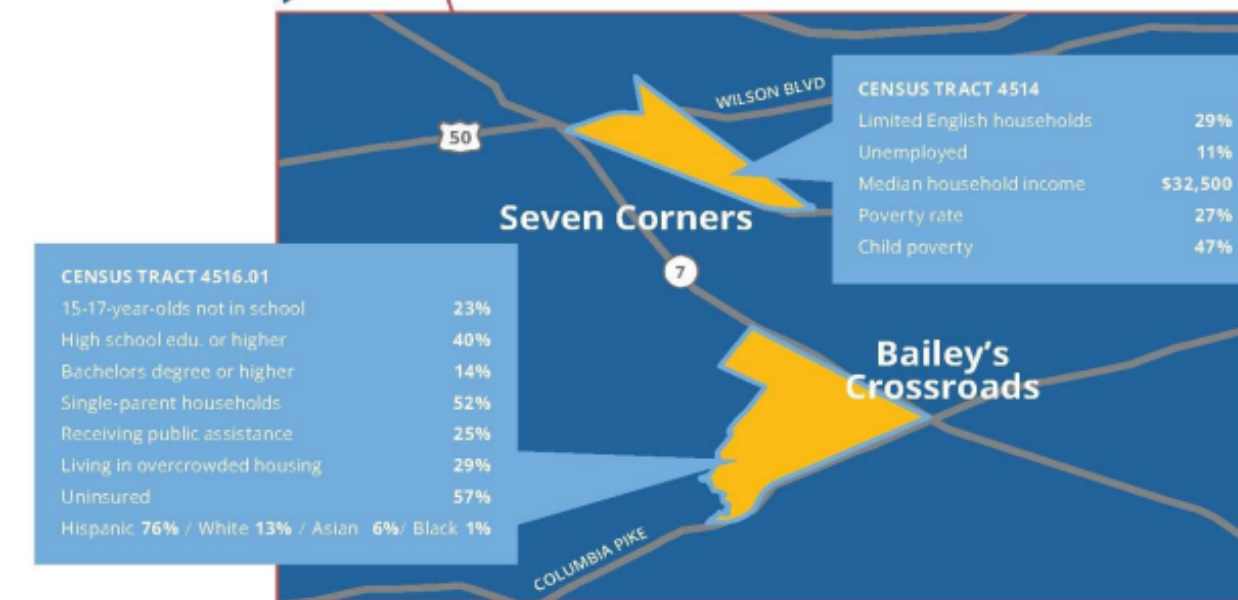 WILSON BLVD
50
CENSUS TRACT 4514
Limited English households 29%
Unemployed 11%
Median household income $32,500
Poverty rate 27%
Child poverty 47%
Seven Corners
7
CENSUS TRACT 4516.01
15-17-year-olds not in school 23%
High school edu. or higher 40%
Bachelors degree or higher 14%
Single-parent households 52%
Receiving public assistance 25%
Living in overcrowded housing 29%
Uninsured 57%
Hispanic 76% / White 13% / Asian 6%/ Black 1%
Bailey's
Crossroads
COLUMBIA PIKE